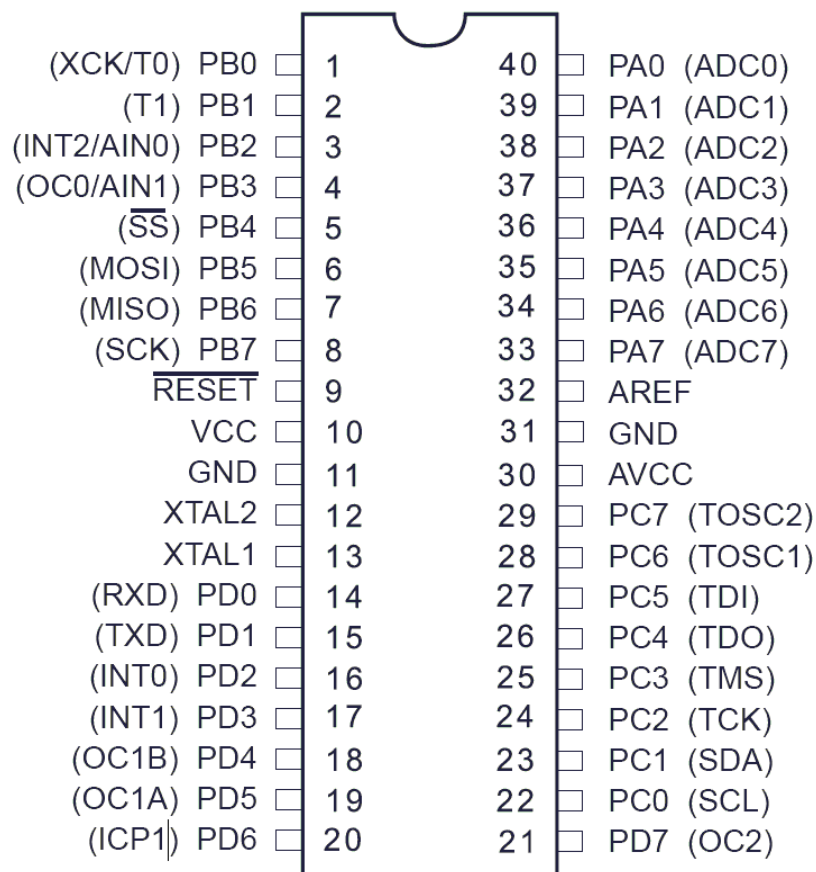 (XCK/T0) PB0 1 40 PA0 (ADC0)
(T1) PB1 2 39 PA1 (ADC1)
(INT2/AIN0) PB2 3 38 PA2 (ADC2)
(OC0/AIN1) PB3 4 37 PA3 (ADC3)
(S̅S̅) PB4 5 36 PA4 (ADC4)
(MOSI) PB5 6 35 PA5 (ADC5)
(MISO) PB6 7 34 PA6 (ADC6)
(SCK) PB7 8 33 PA7 (ADC7)
R̅E̅S̅E̅T̅ 9 32 AREF
VCC 10 31 GND
GND 11 30 AVCC
XTAL2 12 29 PC7 (TOSC2)
XTAL1 13 28 PC6 (TOSC1)
(RXD) PD0 14 27 PC5 (TDI)
(TXD) PD1 15 26 PC4 (TDO)
(INT0) PD2 16 25 PC3 (TMS)
(INT1) PD3 17 24 PC2 (TCK)
(OC1B) PD4 18 23 PC1 (SDA)
(OC1A) PD5 19 22 PC0 (SCL)
(ICP1) PD6 20 21 PD7 (OC2)